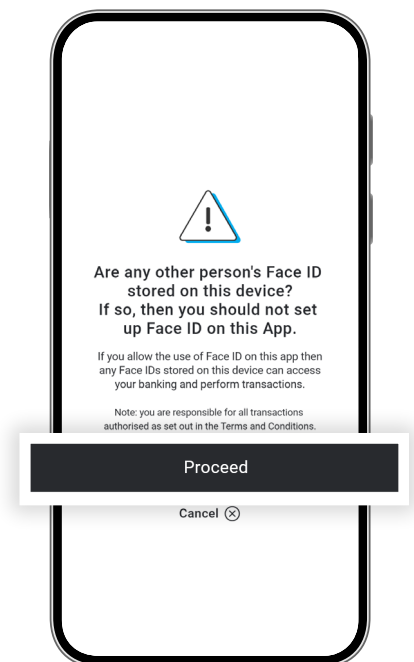 Are any other person's Face ID
stored on this device?
If so, then you should not set
up Face ID on this App.
If you allow the use of Face ID on this app then
any Face IDs stored on this device can access
your banking and perform transactions.
Note: you are responsible for all transactions
authorised as set out in the Terms and Conditions.
Proceed
Cancel